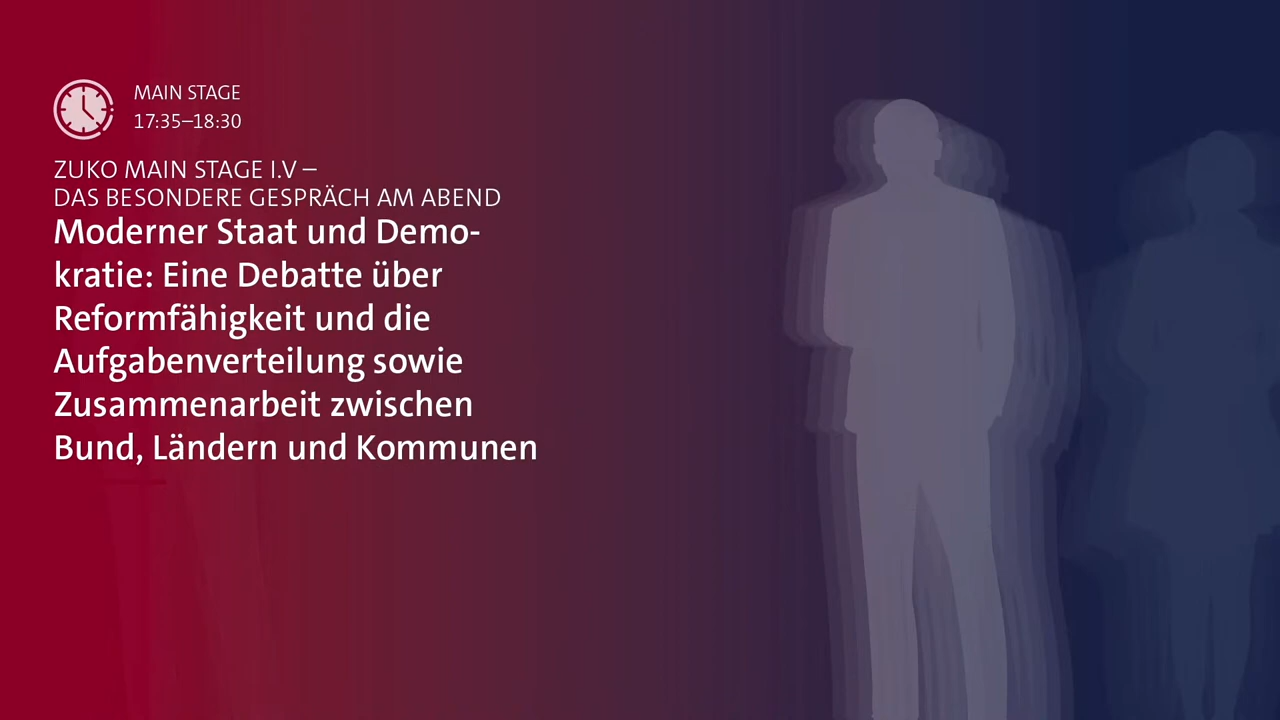 MAIN STAGE
17:35–18:30
ZUKO MAIN STAGE I.V –
DAS BESONDERE GESPRÄCH AM ABEND
Moderner Staat und Demo-
kratie: Eine Debatte über
Reformfähigkeit und die
Aufgabenverteilung sowie
Zusammenarbeit zwischen
Bund, Ländern und Kommunen